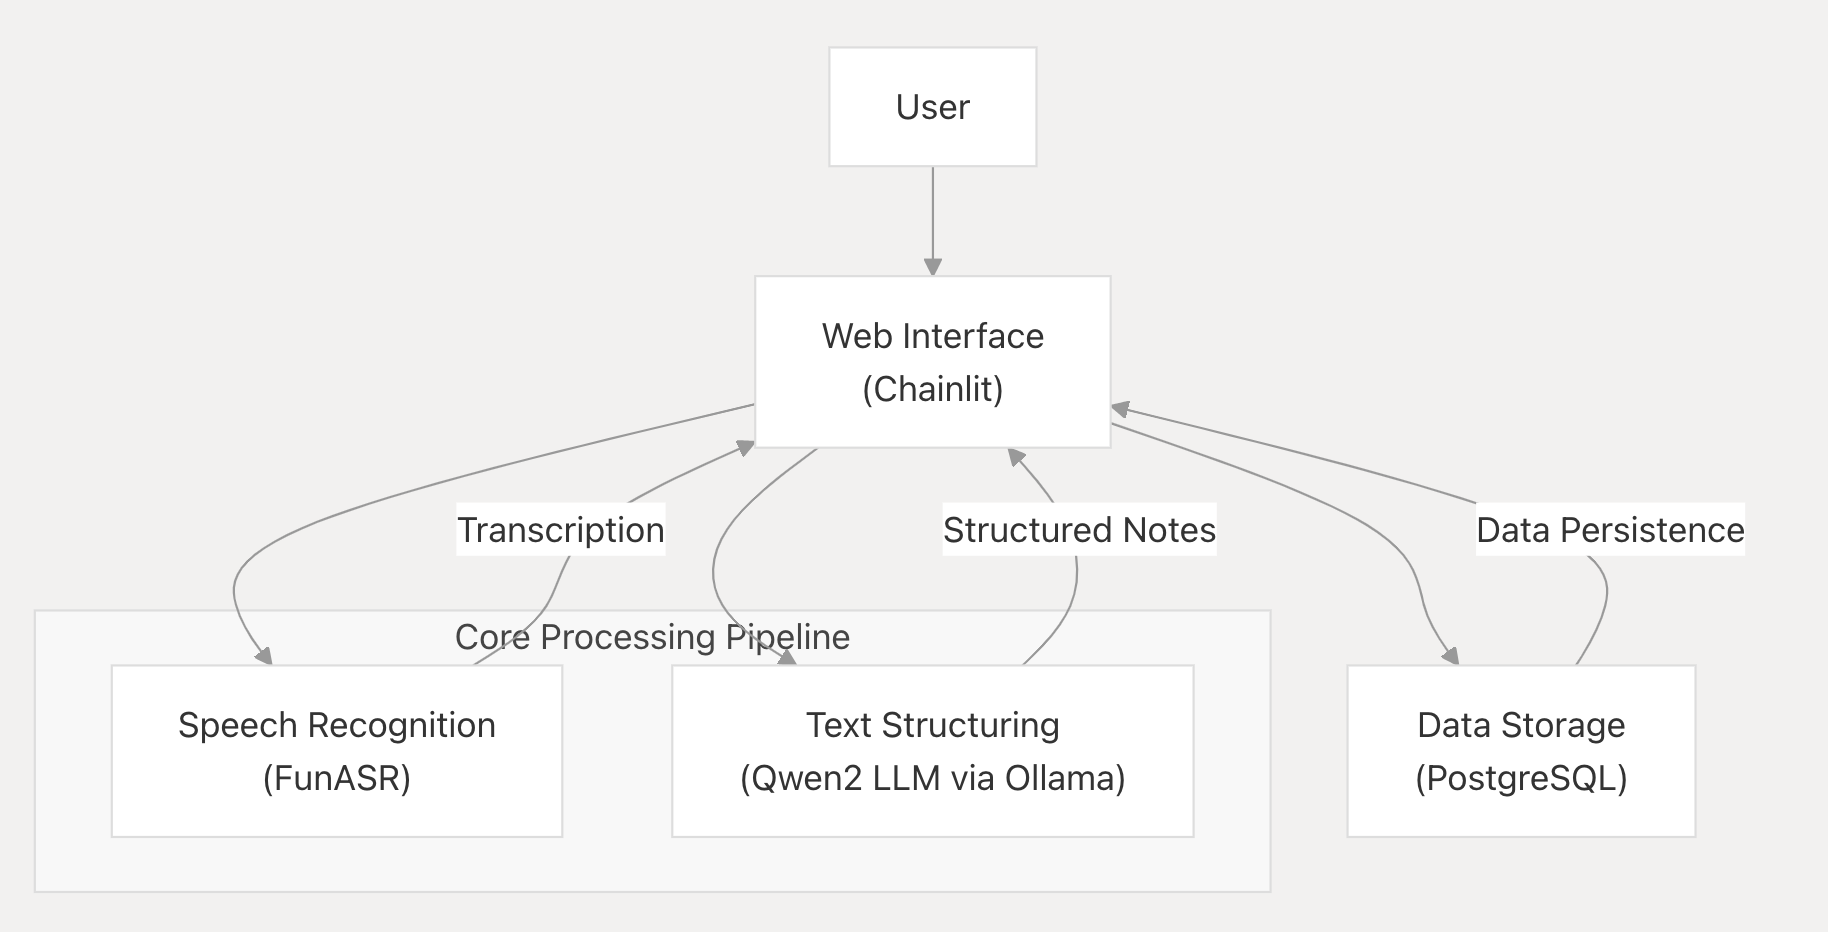 User
Web Interface
(Chainlit)
Transcription
Structured Notes
Data Persistence
Core Processing Pipeline
Speech Recognition
(FunASR)
Text Structuring
(Qwen2 LLM via Ollama)
Data Storage
(PostgreSQL)